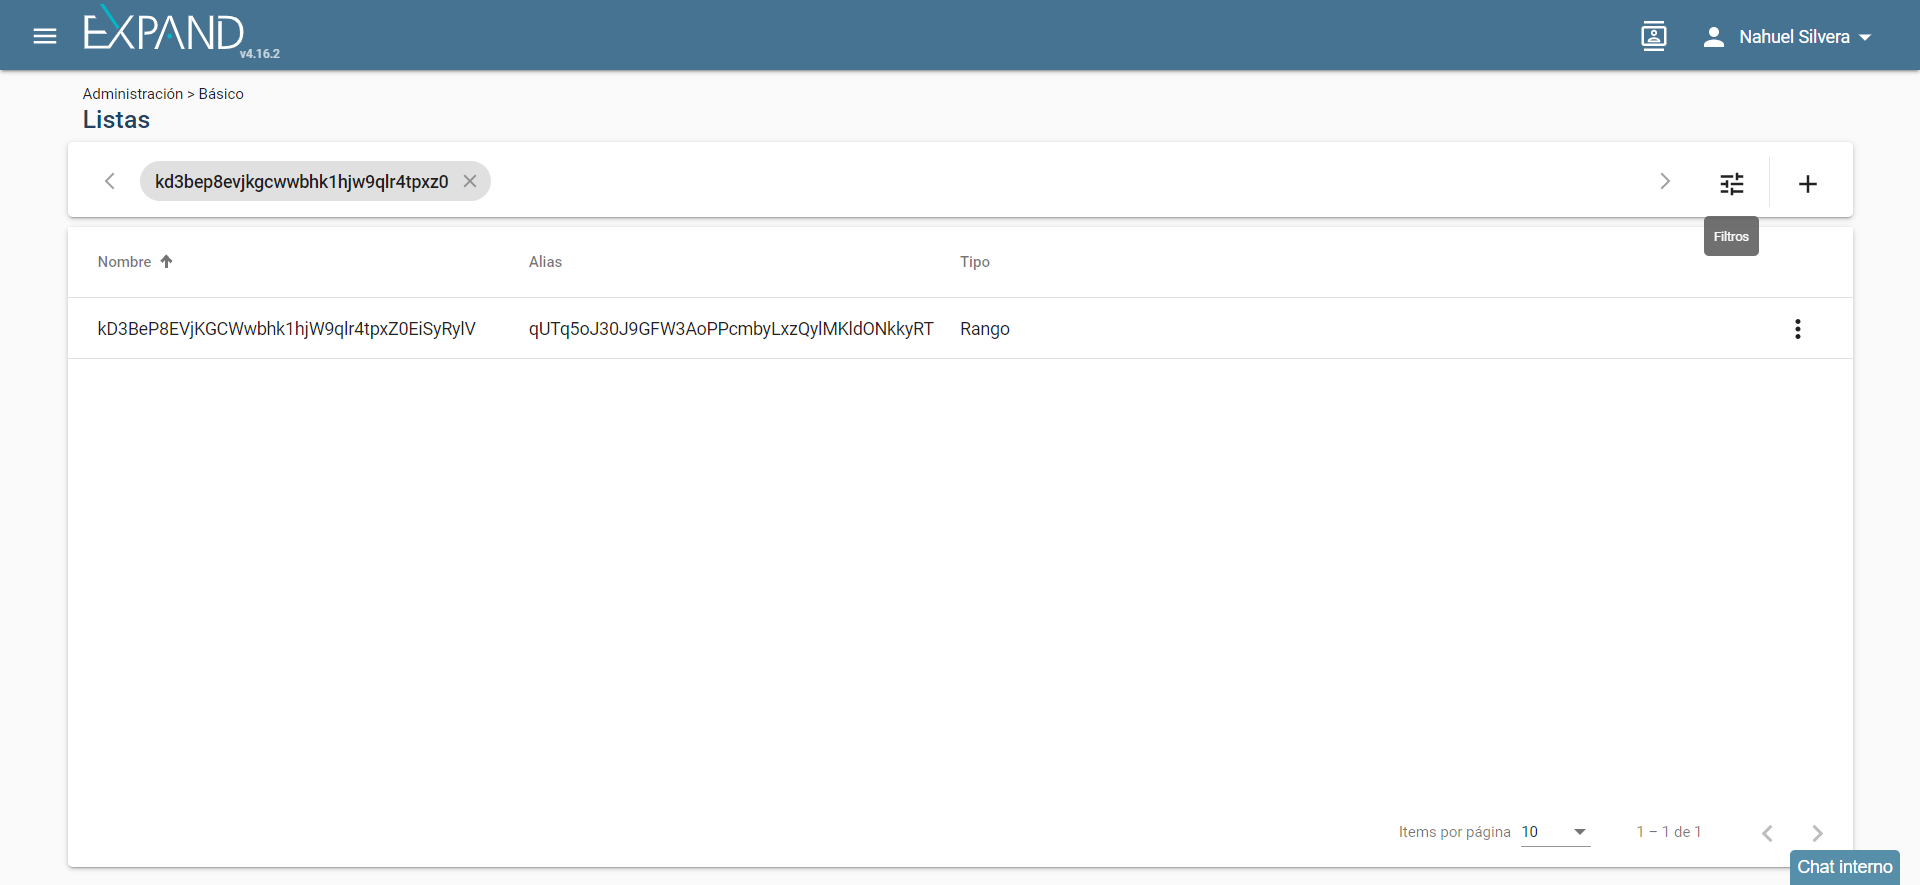 EXPAND
v4.16.2
Nahuel Silvera
Administración > Básico
Listas
kd3bep8evjkgcwwbhk1hjw9qlr4tpxz0
Filtros
Nombre Alias Tipo
kD3BeP8EVjKGCWwbhk1hjW9qlr4tpxZ0EiSyRylV qUTq5oJ30J9GFW3AoPPcmbyLxzQylMKldONkkyRT Rango
Items por página 10 1 – 1 de 1
Chat interno